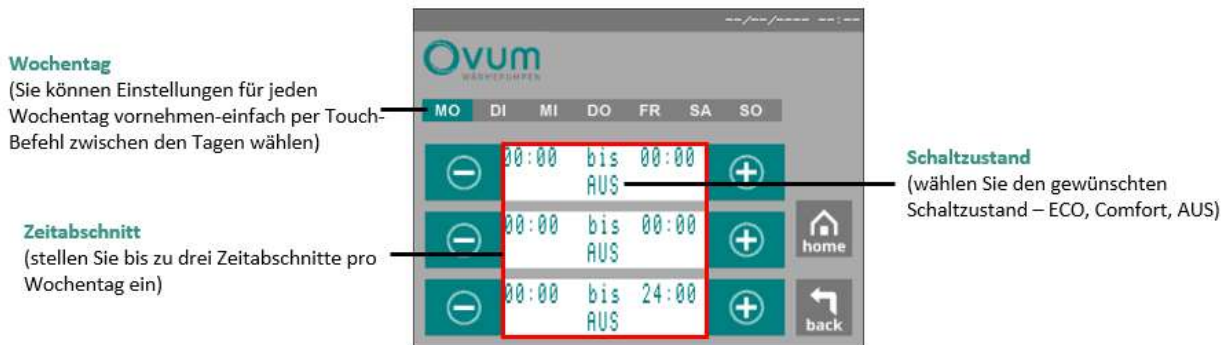 --/--/---- --:--
Ovum
WÄRMEPUMPEN
Wochentag
(Sie können Einstellungen für jeden
Wochentag vornehmen-einfach per Touch-
Befehl zwischen den Tagen wählen)
MO DI MI DO FR SA SO
00:00 bis 00:00
AUS
Schaltzustand
(wählen Sie den gewünschten
Schaltzustand – ECO, Comfort, AUS)
Zeitabschnitt
(stellen Sie bis zu drei Zeitabschnitte pro
Wochentag ein)
00:00 bis 00:00
AUS
home
00:00 bis 24:00
AUS
back